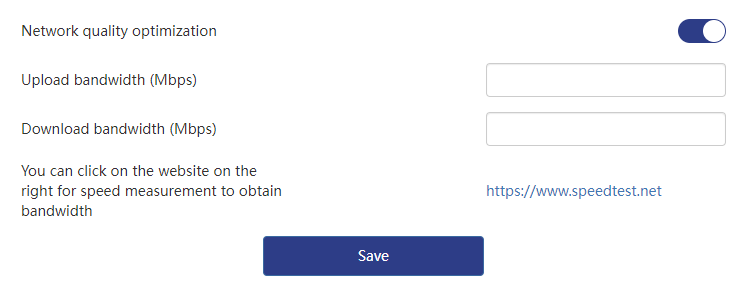 Network quality optimization
Upload bandwidth (Mbps)
Download bandwidth (Mbps)
You can click on the website on the
right for speed measurement to obtain
bandwidth
https://www.speedtest.net
Save